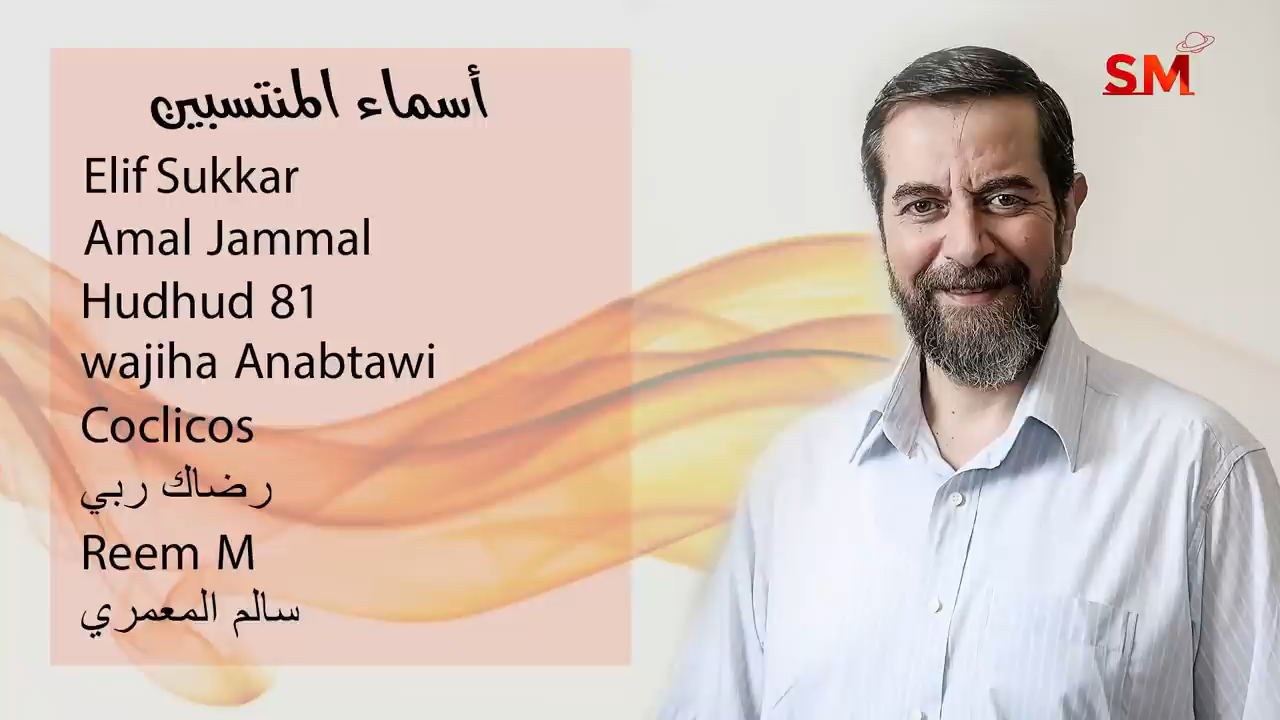 أسماء المنتسبين
Elif Sukkar
Amal Jammal
Hudhud 81
wajiha Anabtawi
Coclicos
رضاك ربي
Reem M
سالم المعمري
SM